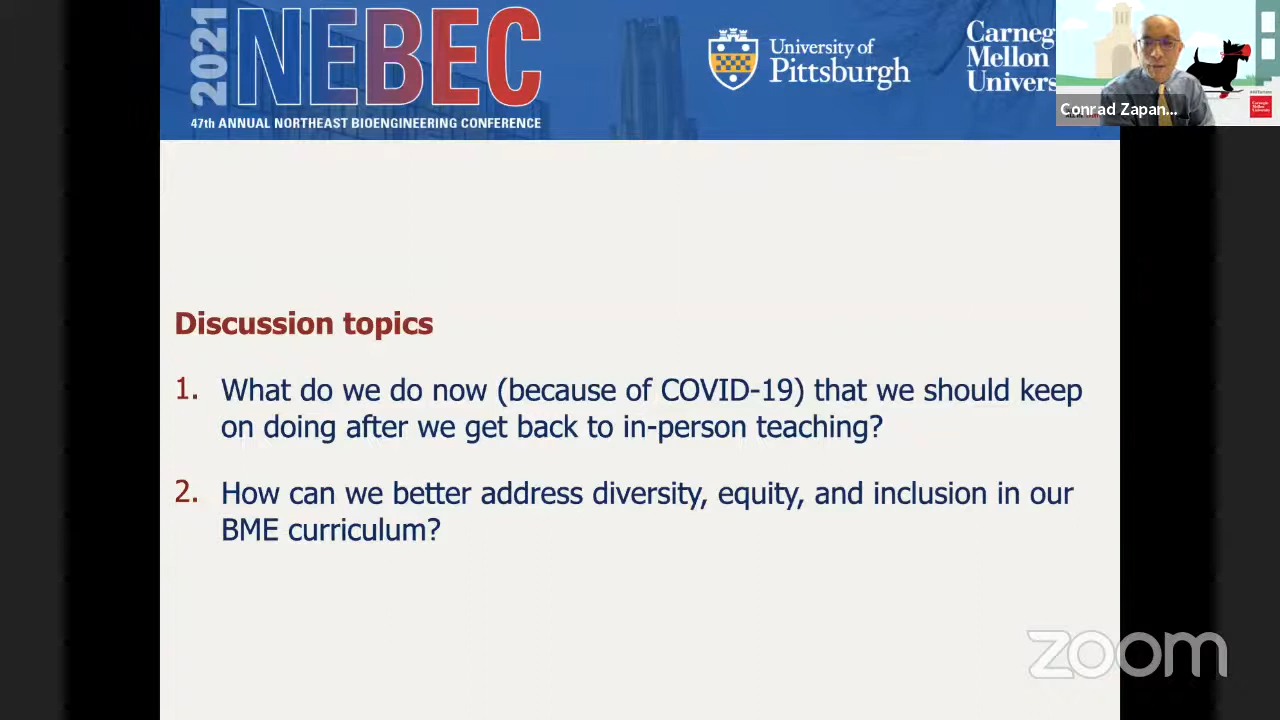 2021
NEBEC
47th ANNUAL NORTHEAST BIOENGINEERING CONFERENCE
University of
Pittsburgh
Carneg
Mellon
Univers
Conrad Zapan...
Discussion topics
1. What do we do now (because of COVID-19) that we should keep
on doing after we get back to in-person teaching?
2. How can we better address diversity, equity, and inclusion in our
BME curriculum?
zoom